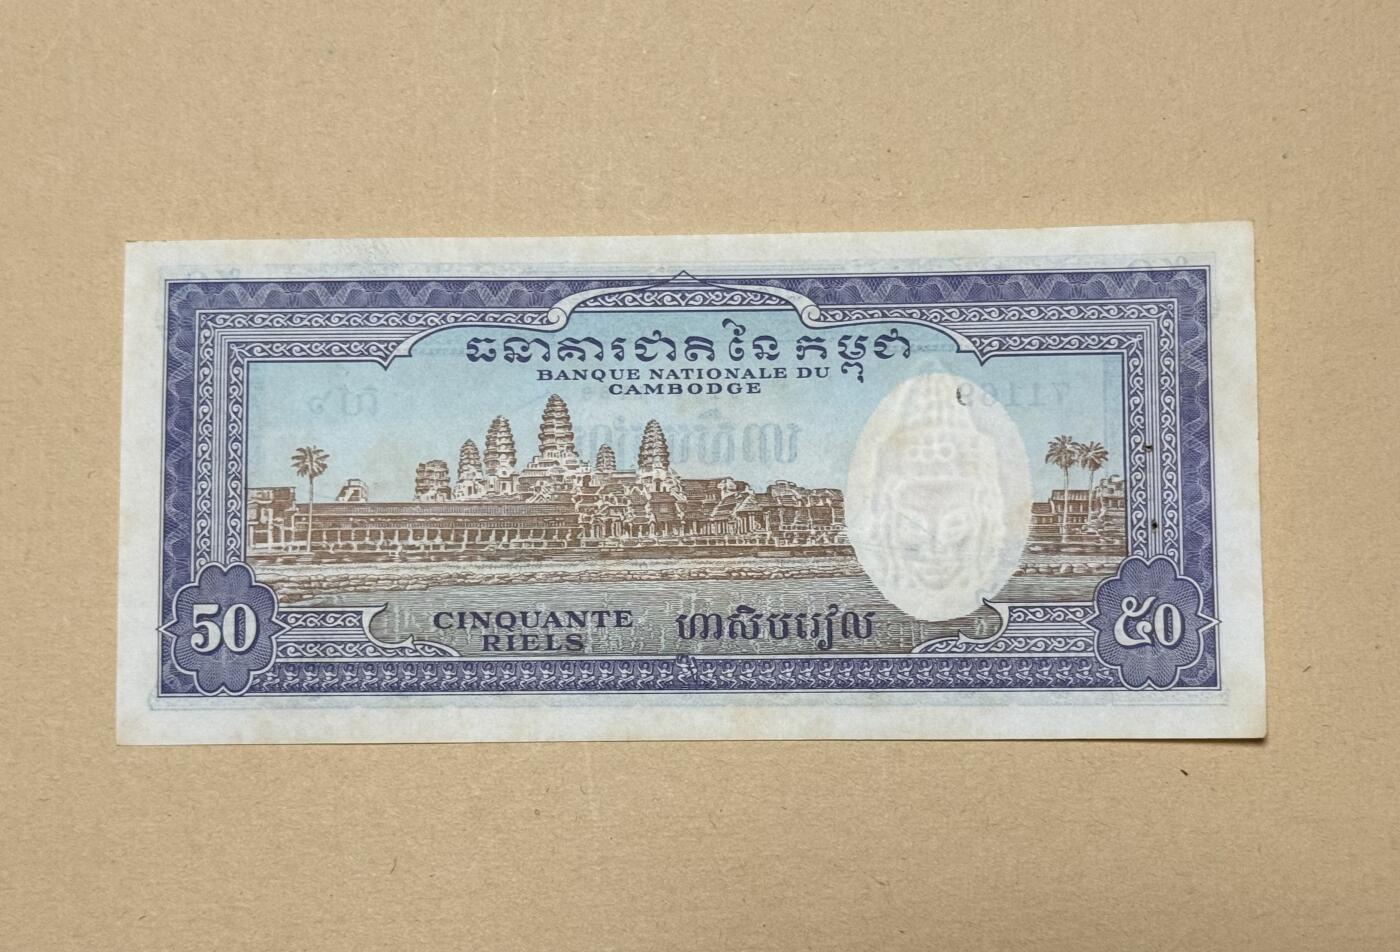 ធនាគារជាតិ នៃ កម្ពុជា
BANQUE NATIONALE DU
CAMBODGE
CINQUANTE
RIELS
ហាសិបរៀល
50
៥០